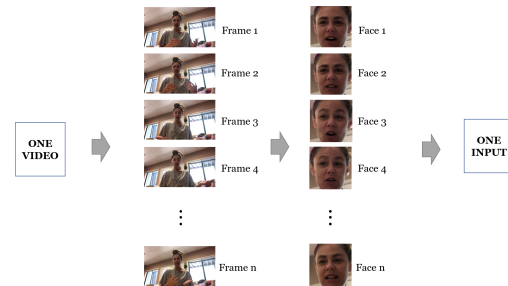 Frame 1
Face 1
Frame 2
Face 2
Frame 3
Face 3
ONE
VIDEO
ONE
INPUT
Frame 4
Face 4
Frame n
Face n